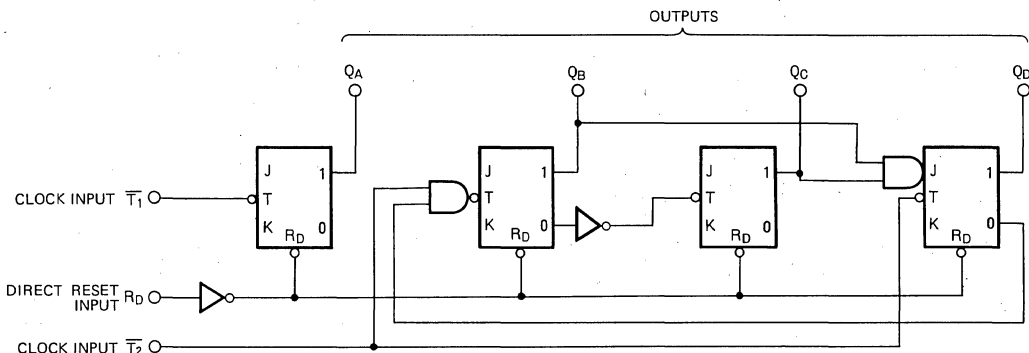 OUTPUTS
QA QB QC QD
J 1 J 1 J 1 J 1
CLOCK INPUT T̅1̅ T T T T
K 0 K 0 K 0 K 0
RD RD RD RD
DIRECT RESET RD
INPUT
CLOCK INPUT T̅2̅